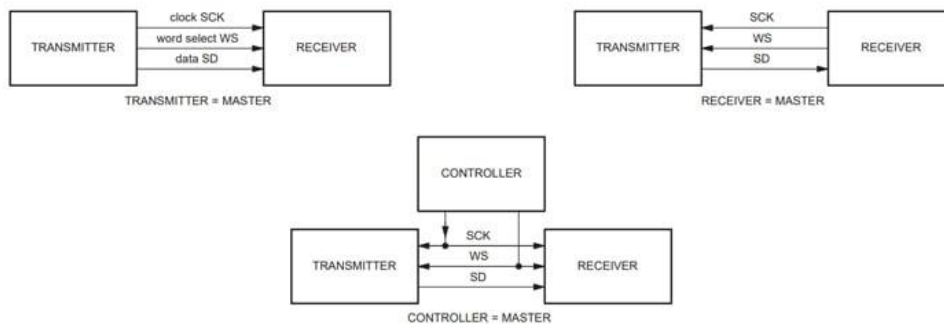 clock SCK
TRANSMITTER
word select WS
RECEIVER
data SD
TRANSMITTER = MASTER
SCK
TRANSMITTER
WS
RECEIVER
SD
RECEIVER = MASTER
CONTROLLER
SCK
TRANSMITTER
WS
RECEIVER
SD
CONTROLLER = MASTER